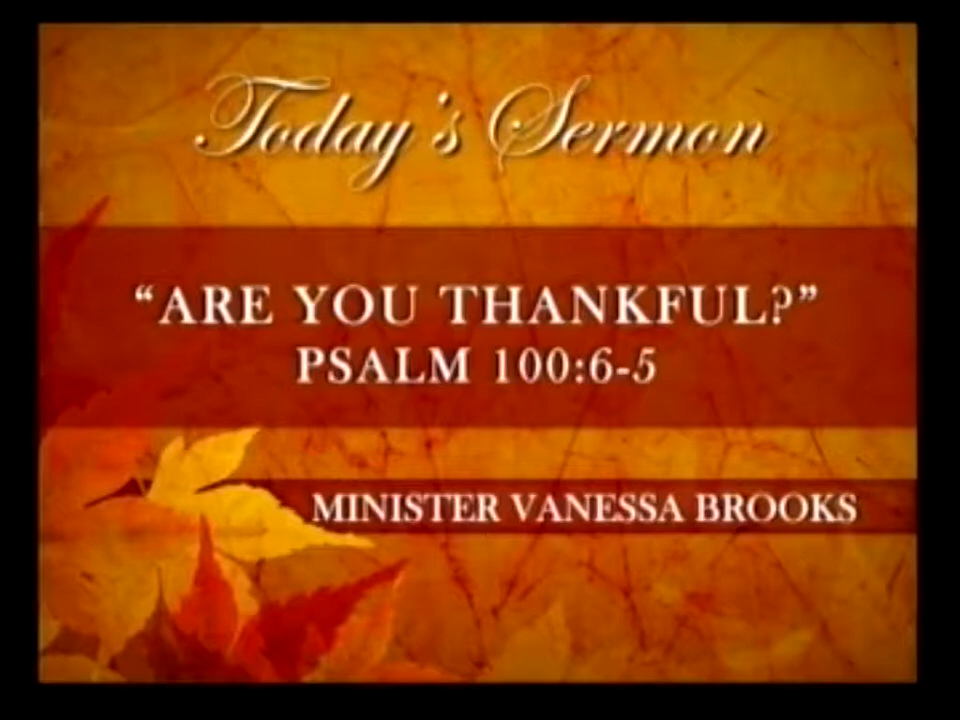 Today's Sermon
“ARE YOU THANKFUL?”
PSALM 100:6-5
MINISTER VANESSA BROOKS